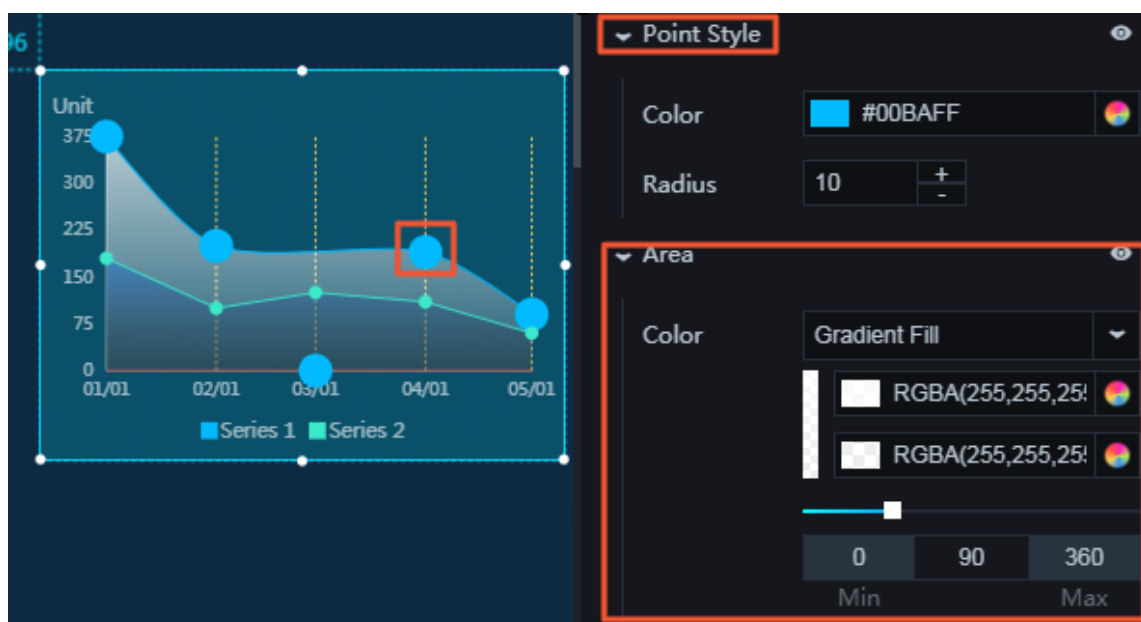 96
Unit
375
300
225
150
75
0
01/01 02/01 03/01 04/01 05/01
Series 1 Series 2
Point Style
Color #00BAFF
Radius 10 + -
Area
Color Gradient Fill
RGBA(255,255,25
RGBA(255,255,25
0 90 360
Min Max